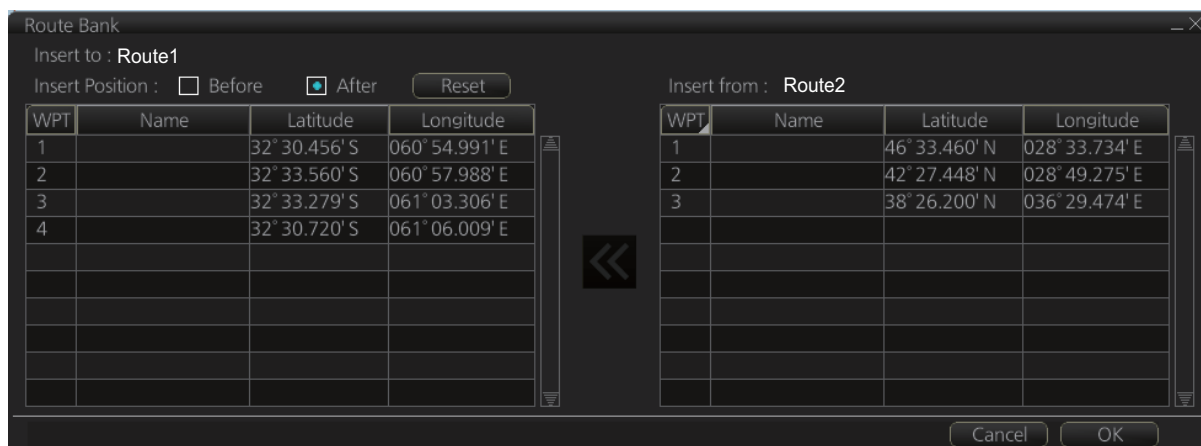 Route Bank
Insert to : Route1
Insert Position : Before After Reset
Insert from : Route2
WPT Name Latitude Longitude
1 32° 30.456' S 060° 54.991' E
2 32° 33.560' S 060° 57.988' E
3 32° 33.279' S 061° 03.306' E
4 32° 30.720' S 061° 06.009' E
WPT Name Latitude Longitude
1 46° 33.460' N 028° 33.734' E
2 42° 27.448' N 028° 49.275' E
3 38° 26.200' N 036° 29.474' E
Cancel OK